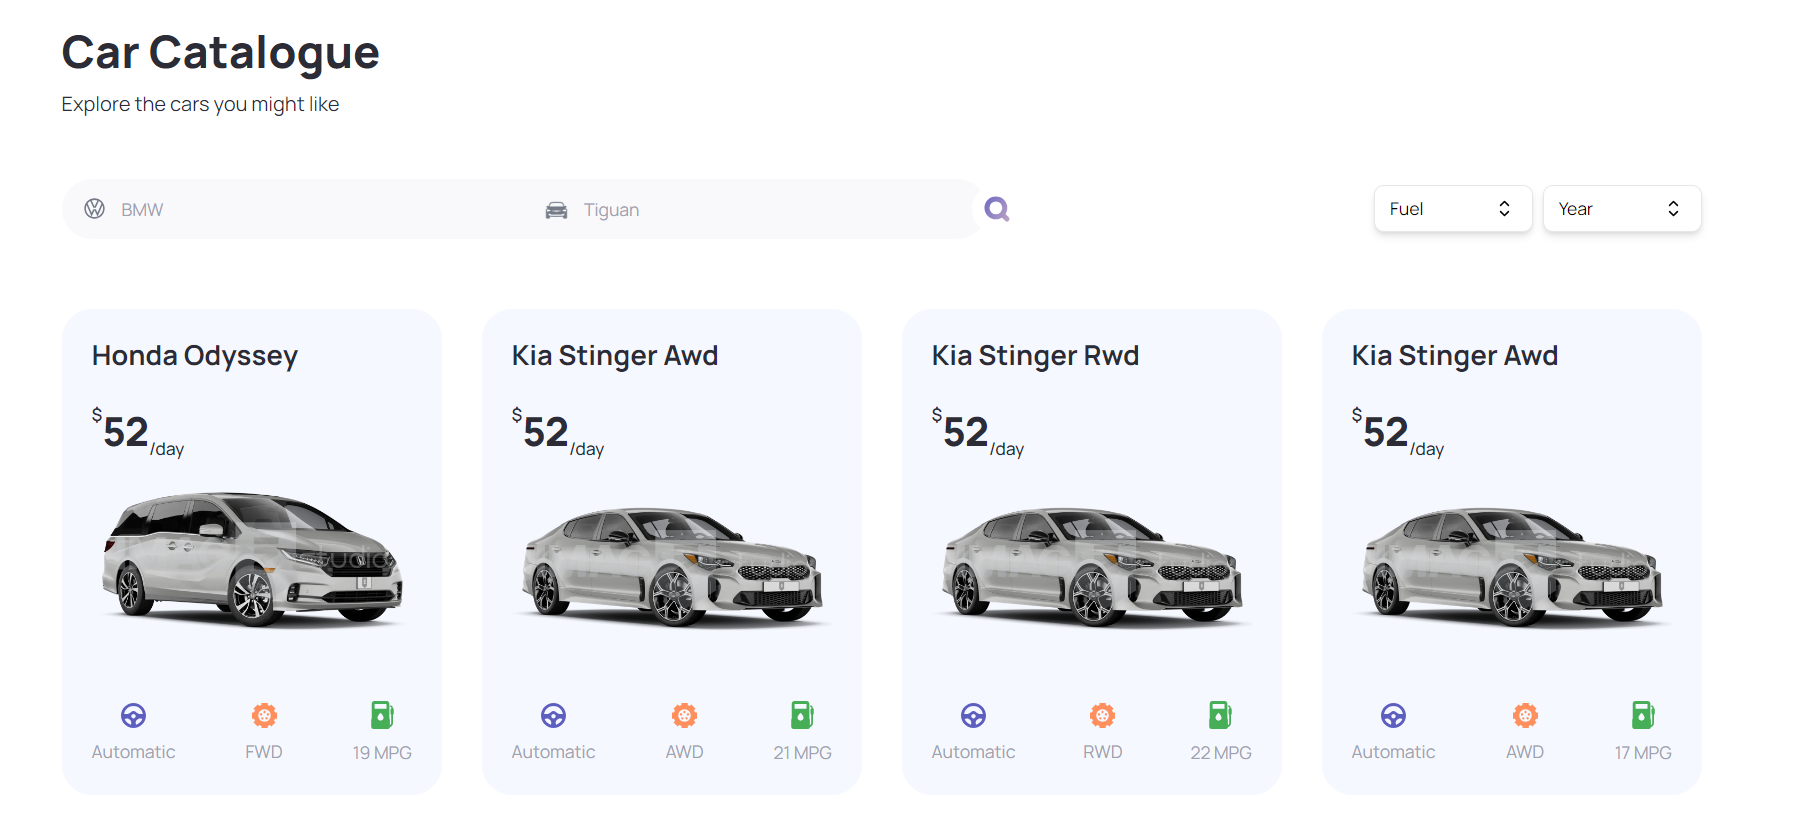 Car Catalogue
Explore the cars you might like
BMW
Tiguan
Fuel
Year
Honda Odyssey
$52/day
Automatic
FWD
19 MPG
Kia Stinger Awd
$52/day
Automatic
AWD
21 MPG
Kia Stinger Rwd
$52/day
Automatic
RWD
22 MPG
Kia Stinger Awd
$52/day
Automatic
AWD
17 MPG